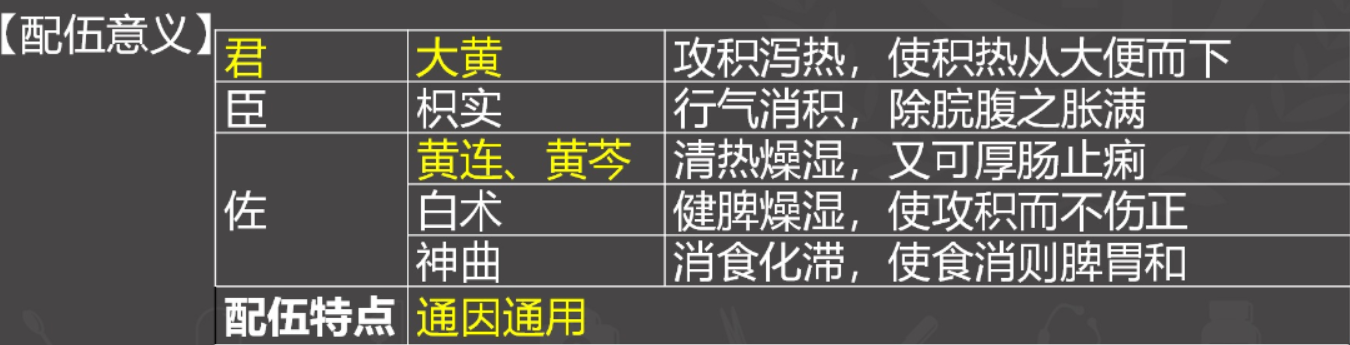 【配伍意义】
君 大黄 攻积泻热，使积热从大便而下
臣 枳实 行气消积，除脘腹之胀满
佐 黄连、黄芩 清热燥湿，又可厚肠止痢
白术 健脾燥湿，使攻积而不伤正
神曲 消食化滞，使食消则脾胃和
配伍特点 通因通用